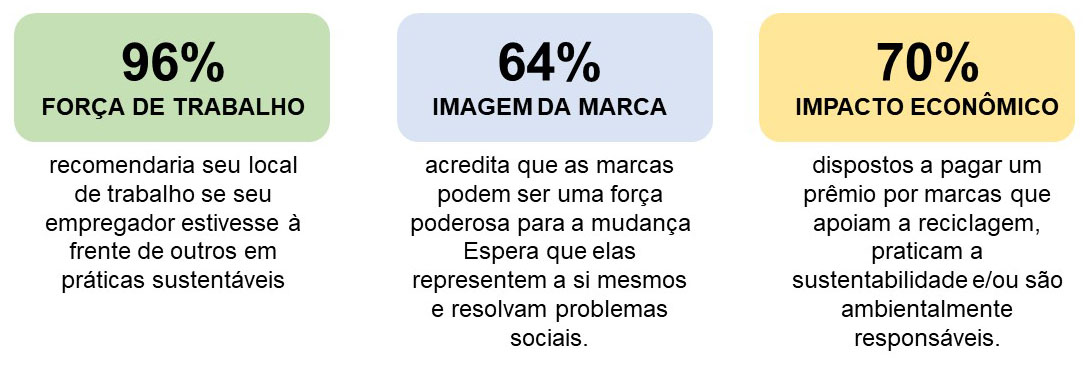 96%
FORÇA DE TRABALHO
recomendaria seu local
de trabalho se seu
empregador estivesse à
frente de outros em
práticas sustentáveis
64%
IMAGEM DA MARCA
acredita que as marcas
podem ser uma força
poderosa para a mudança
Espera que elas
representem a si mesmos
e resolvam problemas
sociais.
70%
IMPACTO ECONÔMICO
dispostos a pagar um
prêmio por marcas que
apoiam a reciclagem,
praticam a
sustentabilidade e/ou são
ambientalmente
responsáveis.